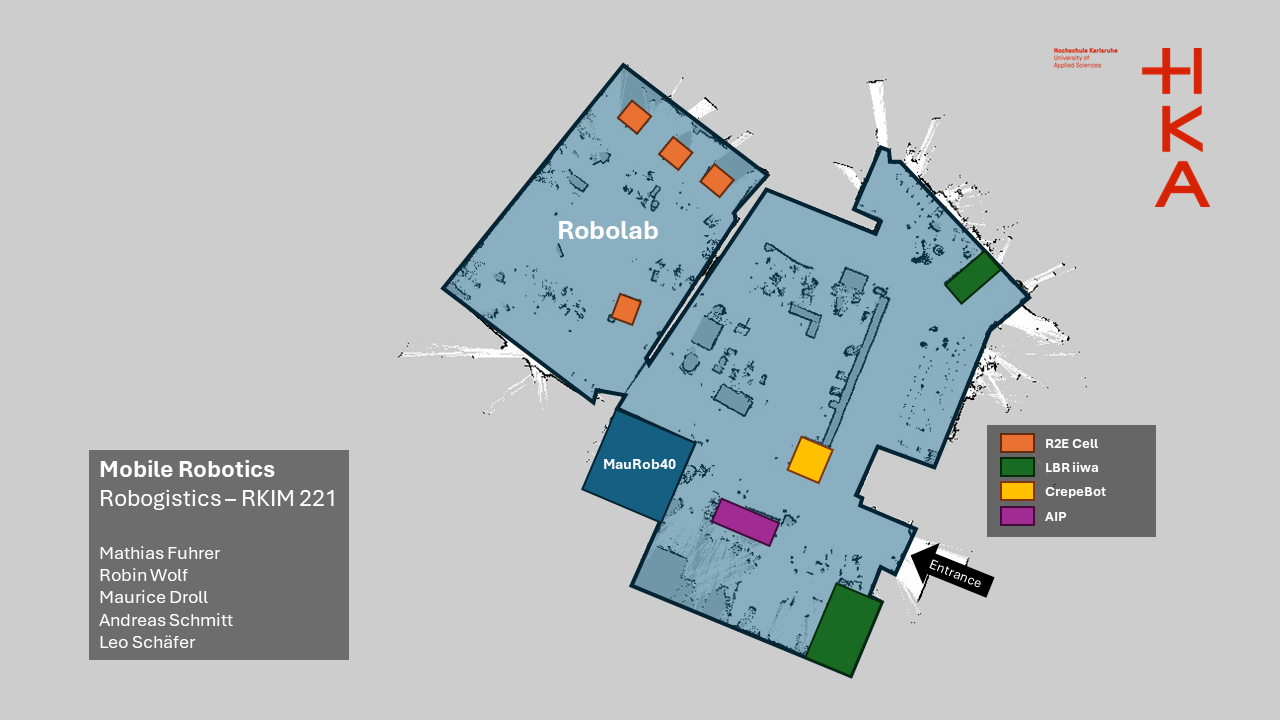 Hochschule Karlsruhe
University of
Applied Sciences
H
K
A
Robolab
MauRob40
Mobile Robotics
Robogistics – RKIM 221
Mathias Fuhrer
Robin Wolf
Maurice Droll
Andreas Schmitt
Leo Schäfer
R2E Cell
LBR iiwa
CrepeBot
AIP
Entrance